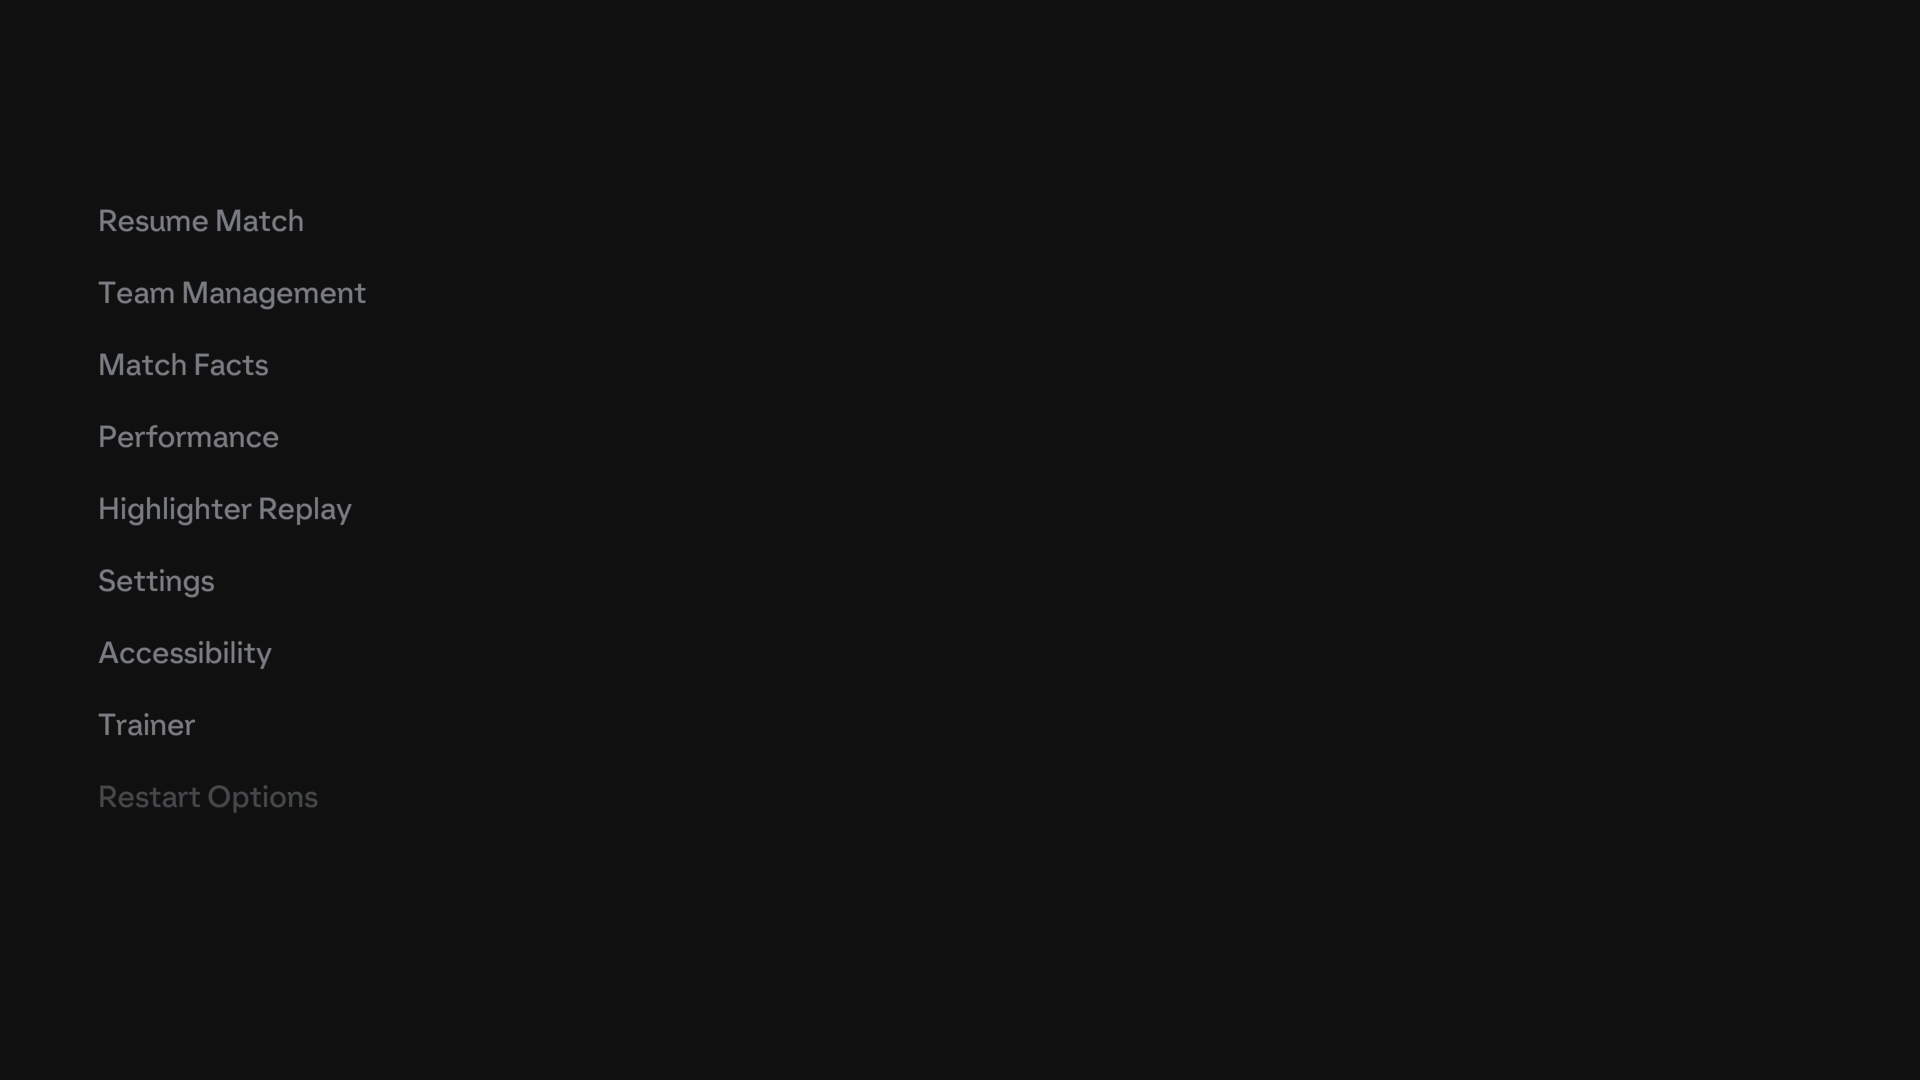 Resume Match
Team Management
Match Facts
Performance
Highlighter Replay
Settings
Accessibility
Trainer
Restart Options